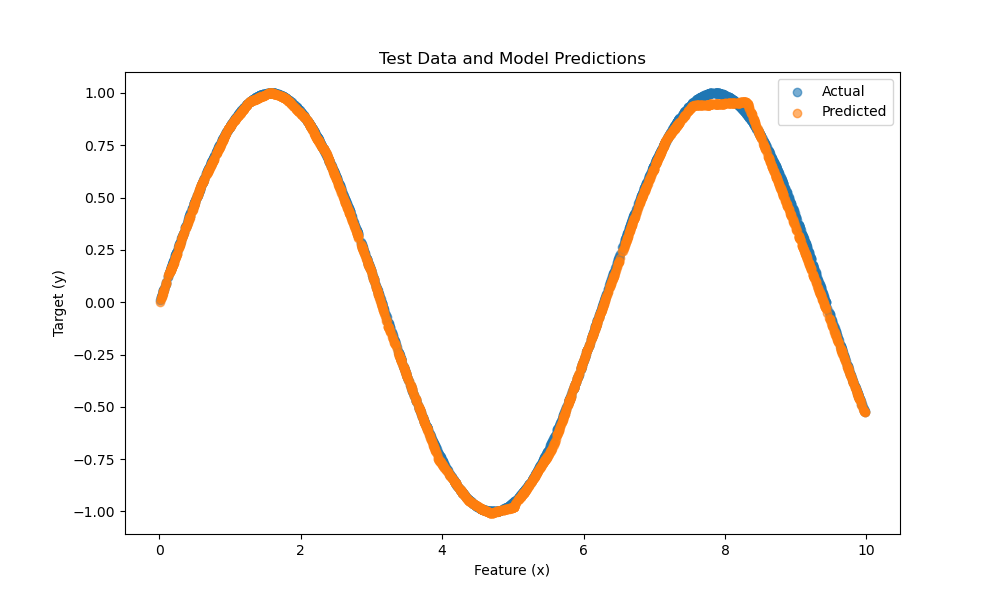 Test Data and Model Predictions
Actual
Predicted
1.00
0.75
0.50
0.25
0.00
−0.25
−0.50
−0.75
−1.00
Target (y)
0 2 4 6 8 10
Feature (x)